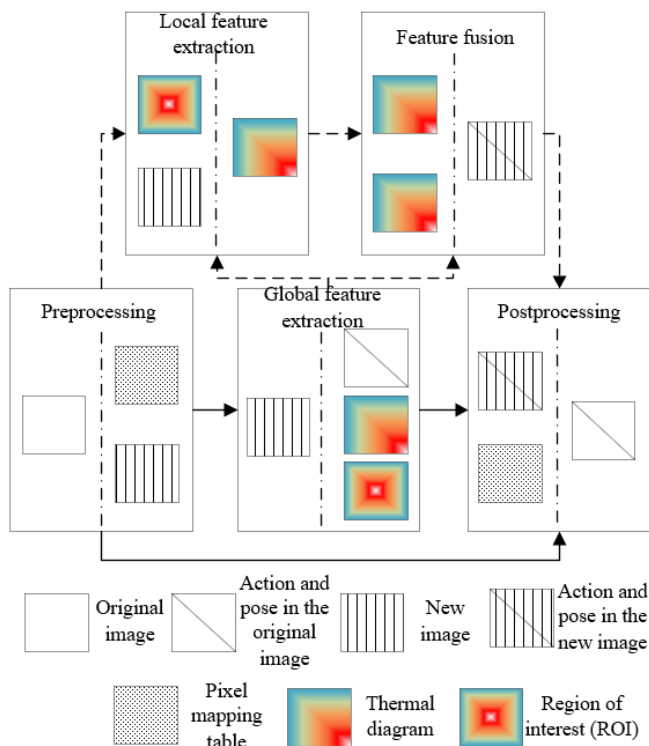 Local feature
extraction
Feature fusion
Preprocessing
Global feature
extraction
Postprocessing
Original
image
Action and
pose in the
original
image
New
image
Action and
pose in the
new image
Pixel
mapping
table
Thermal
diagram
Region of
interest (ROI)